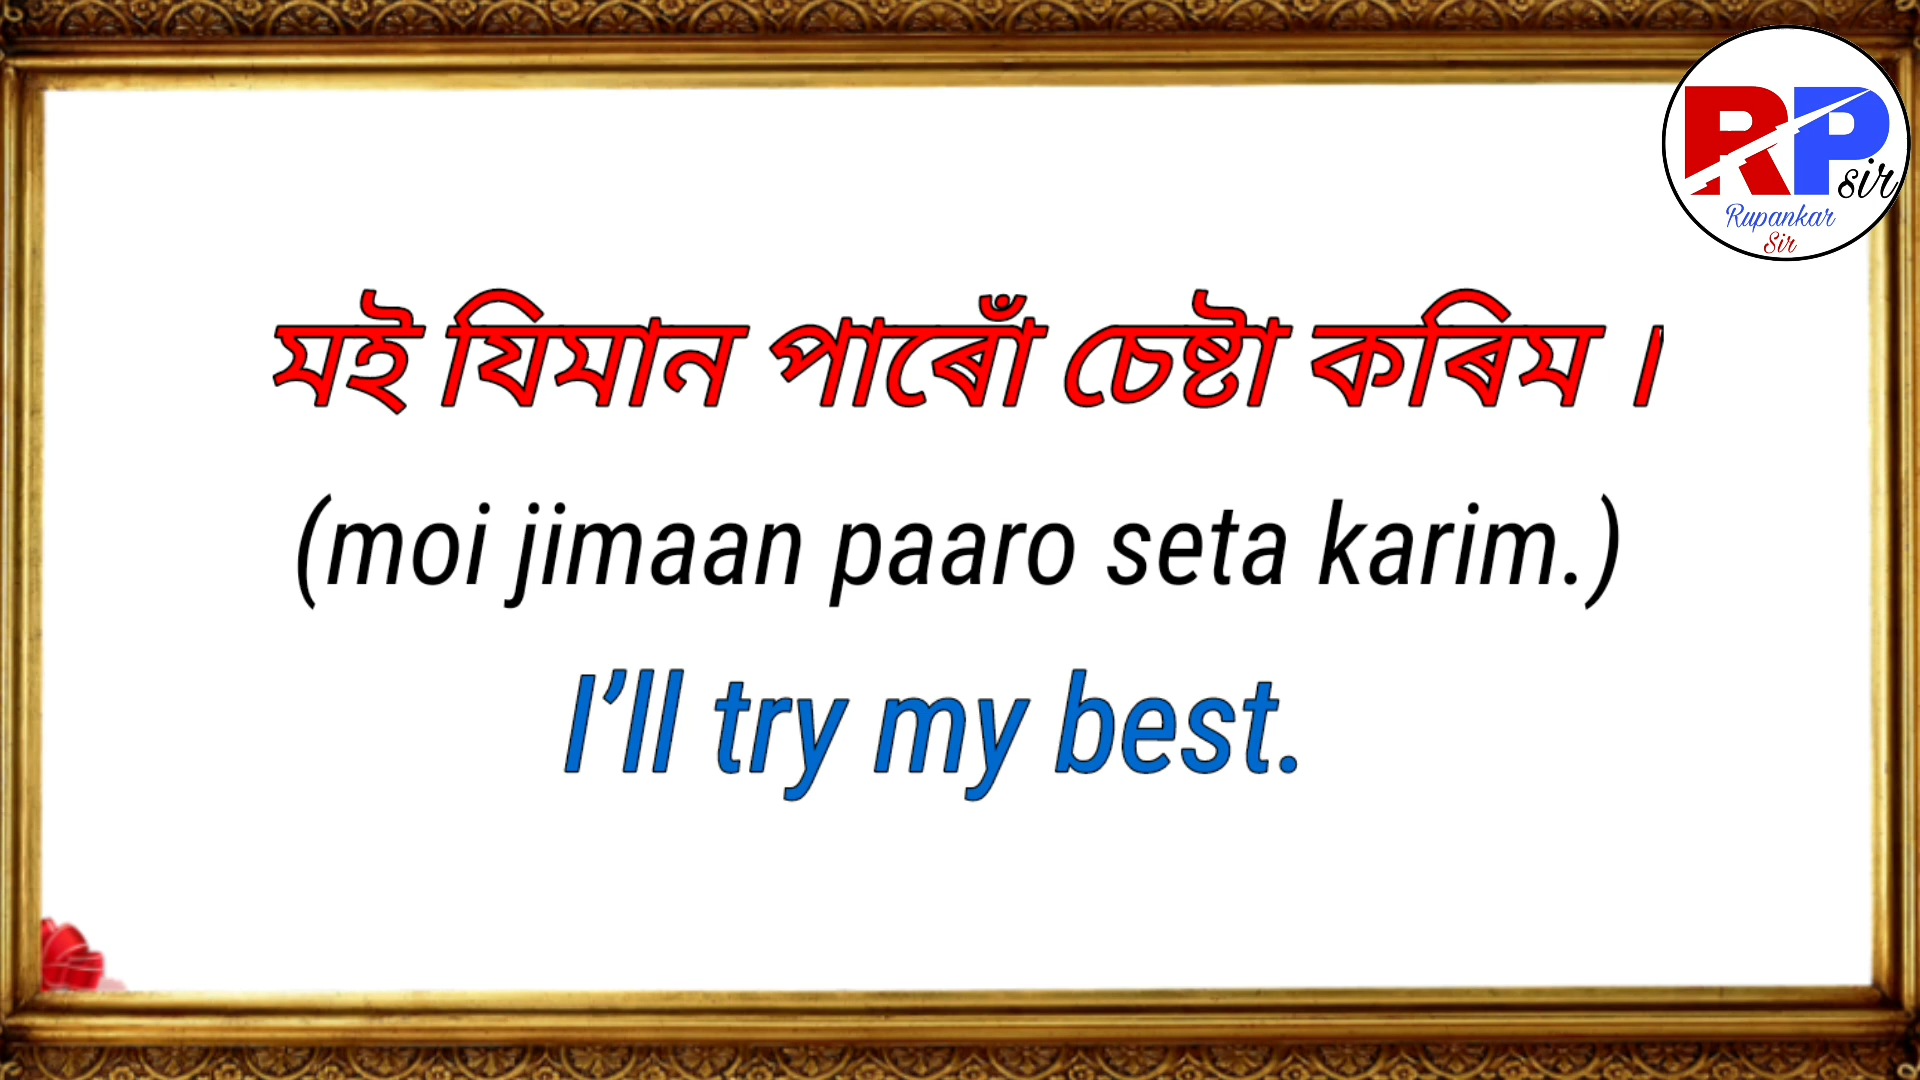 RP sir
Rupankar
Sir
মই যিমান পাৰোঁ চেষ্টা কৰিম ।
(moi jimaan paaro seta karim.)
I’ll try my best.